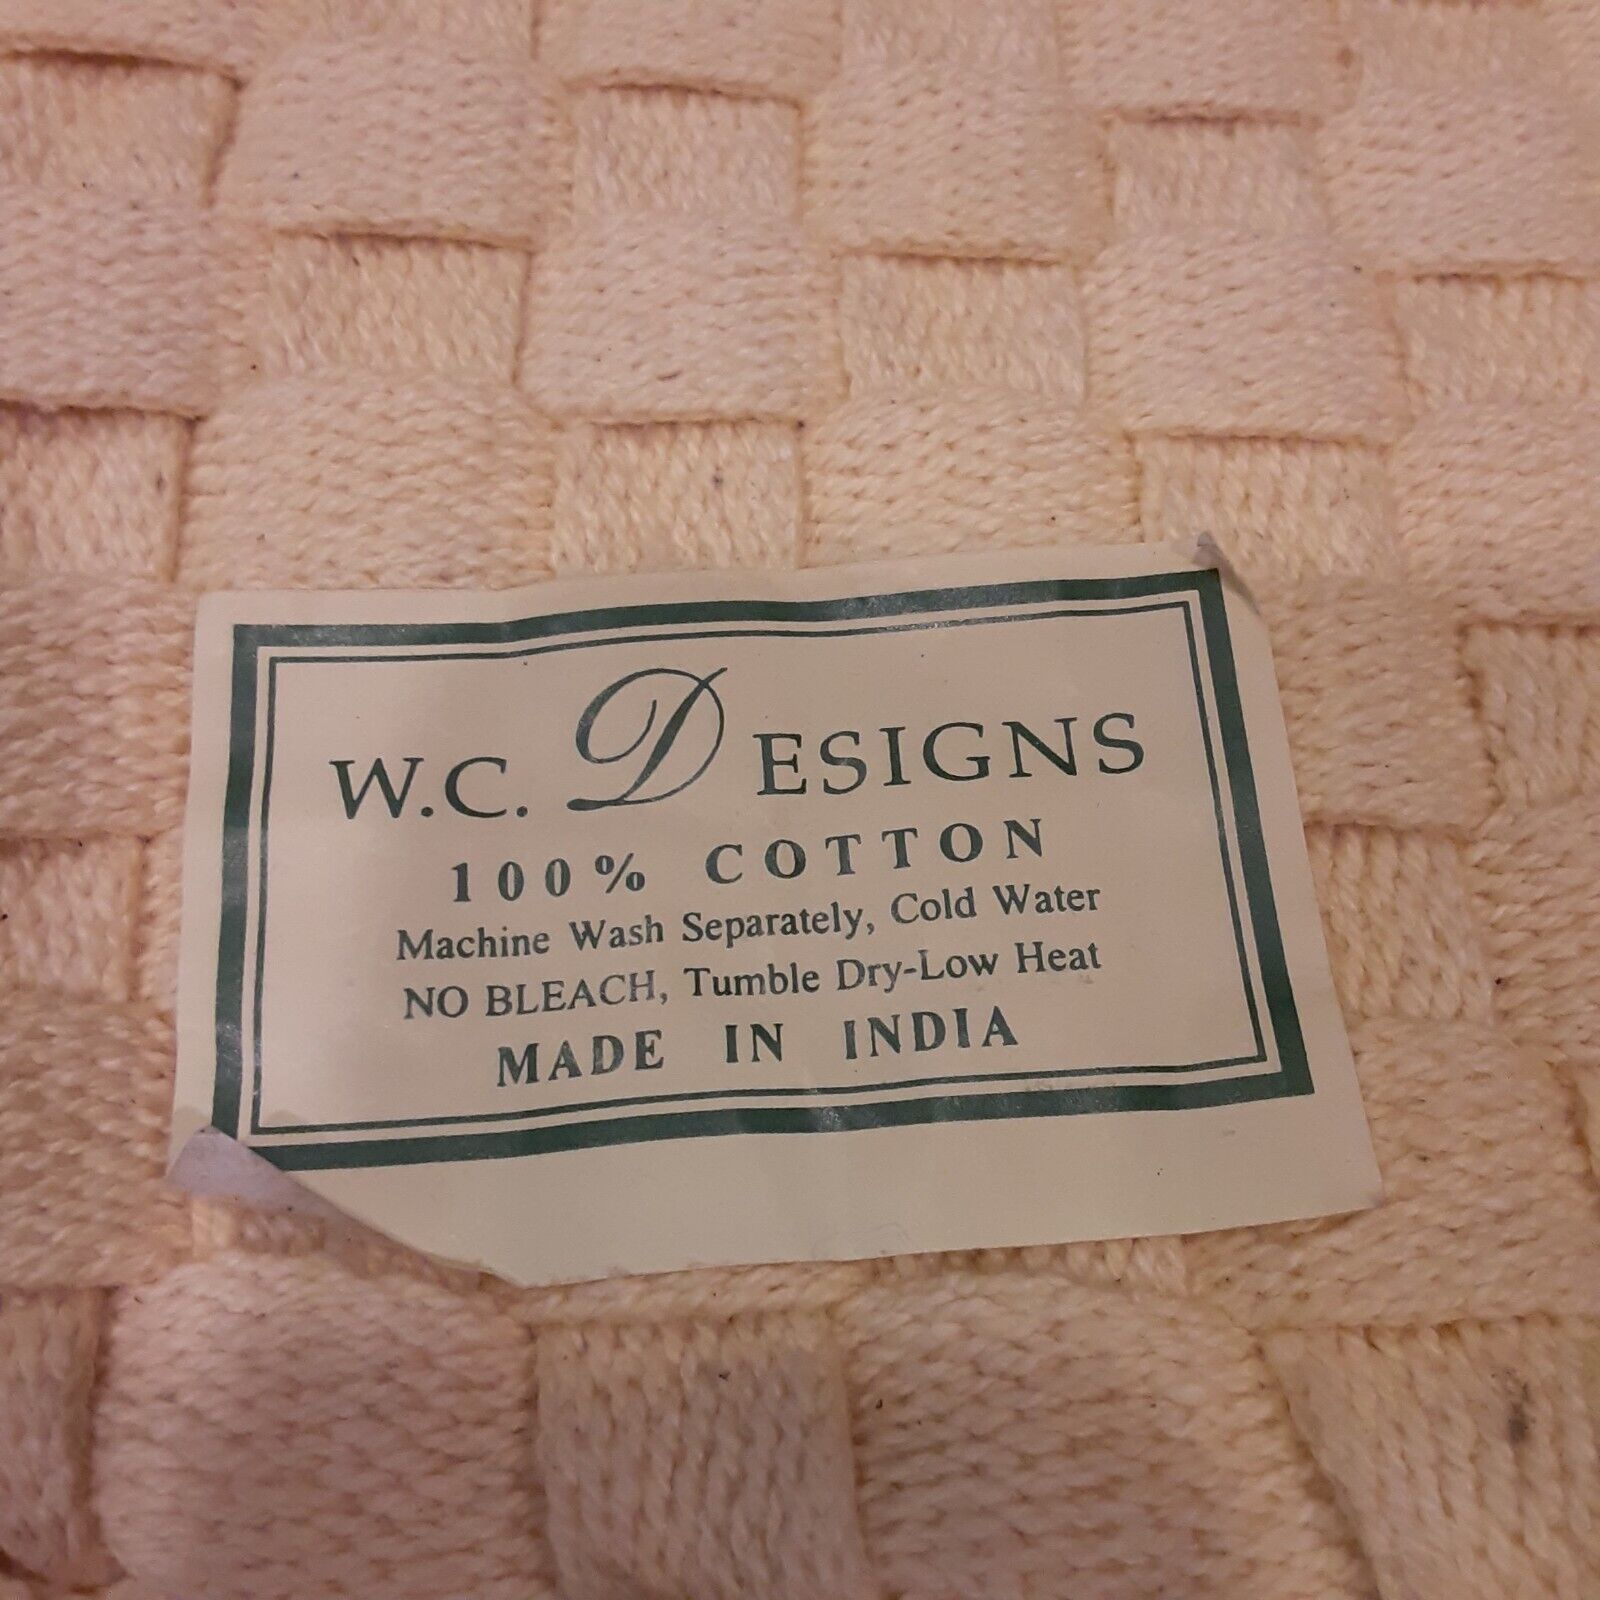 W.C. DESIGNS
100% COTTON
Machine Wash Separately, Cold Water
NO BLEACH, Tumble Dry-Low Heat
MADE IN INDIA